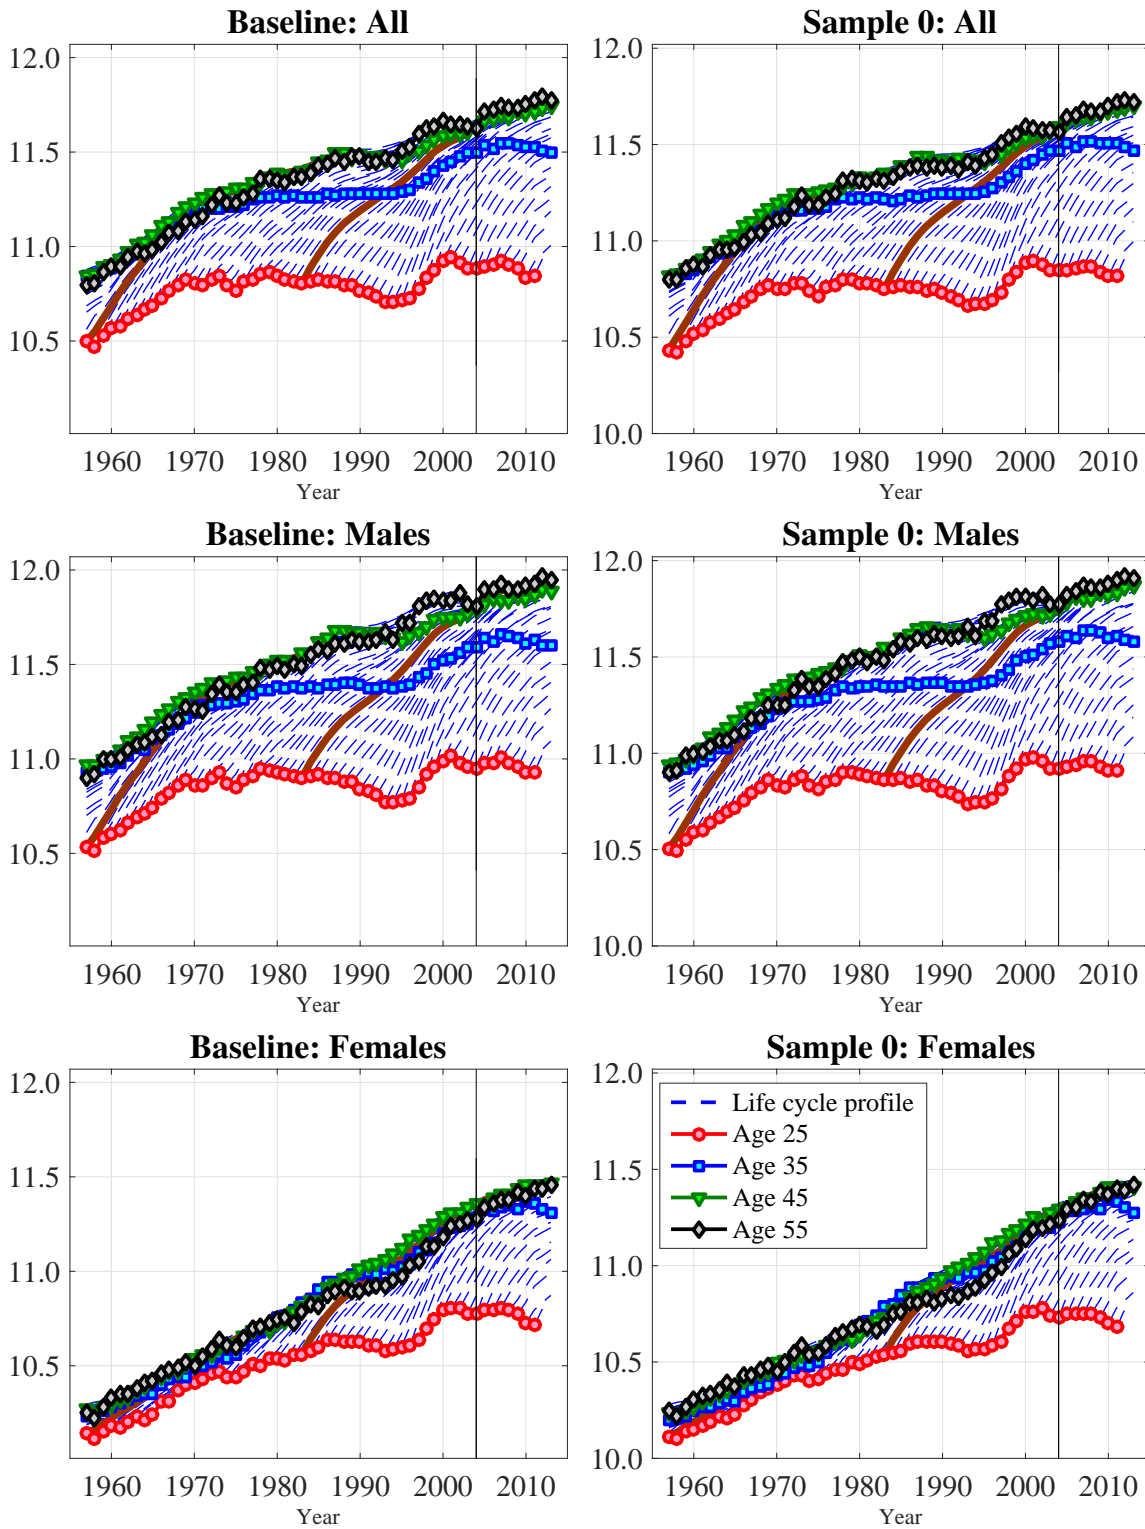 Baseline: All
Sample 0: All
12.0
11.5
11.0
10.5
1960 1970 1980 1990 2000 2010
Year
12.0
11.5
11.0
10.5
10.0
1960 1970 1980 1990 2000 2010
Year
Baseline: Males
Sample 0: Males
12.0
11.5
11.0
10.5
1960 1970 1980 1990 2000 2010
Year
12.0
11.5
11.0
10.5
10.0
1960 1970 1980 1990 2000 2010
Year
Baseline: Females
Sample 0: Females
12.0
11.5
11.0
10.5
1960 1970 1980 1990 2000 2010
Year
12.0
11.5
11.0
10.5
10.0
Life cycle profile
Age 25
Age 35
Age 45
Age 55
1960 1970 1980 1990 2000 2010
Year